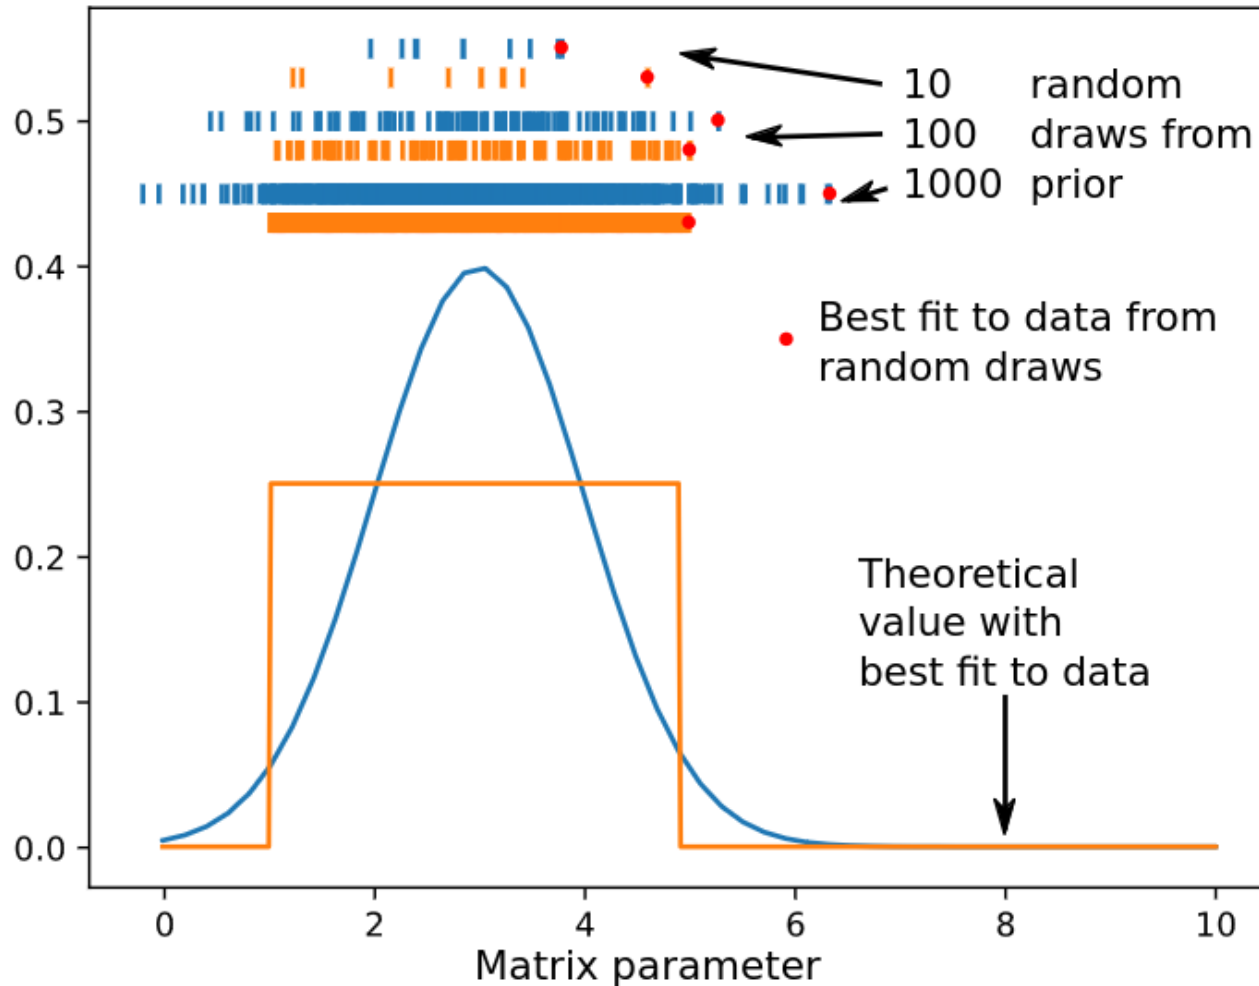 10 random
100 draws from
1000 prior
0.5
0.4
Best fit to data from
random draws
0.3
0.2
Theoretical
value with
best fit to data
0.1
0.0
0 2 4 6 8 10
Matrix parameter